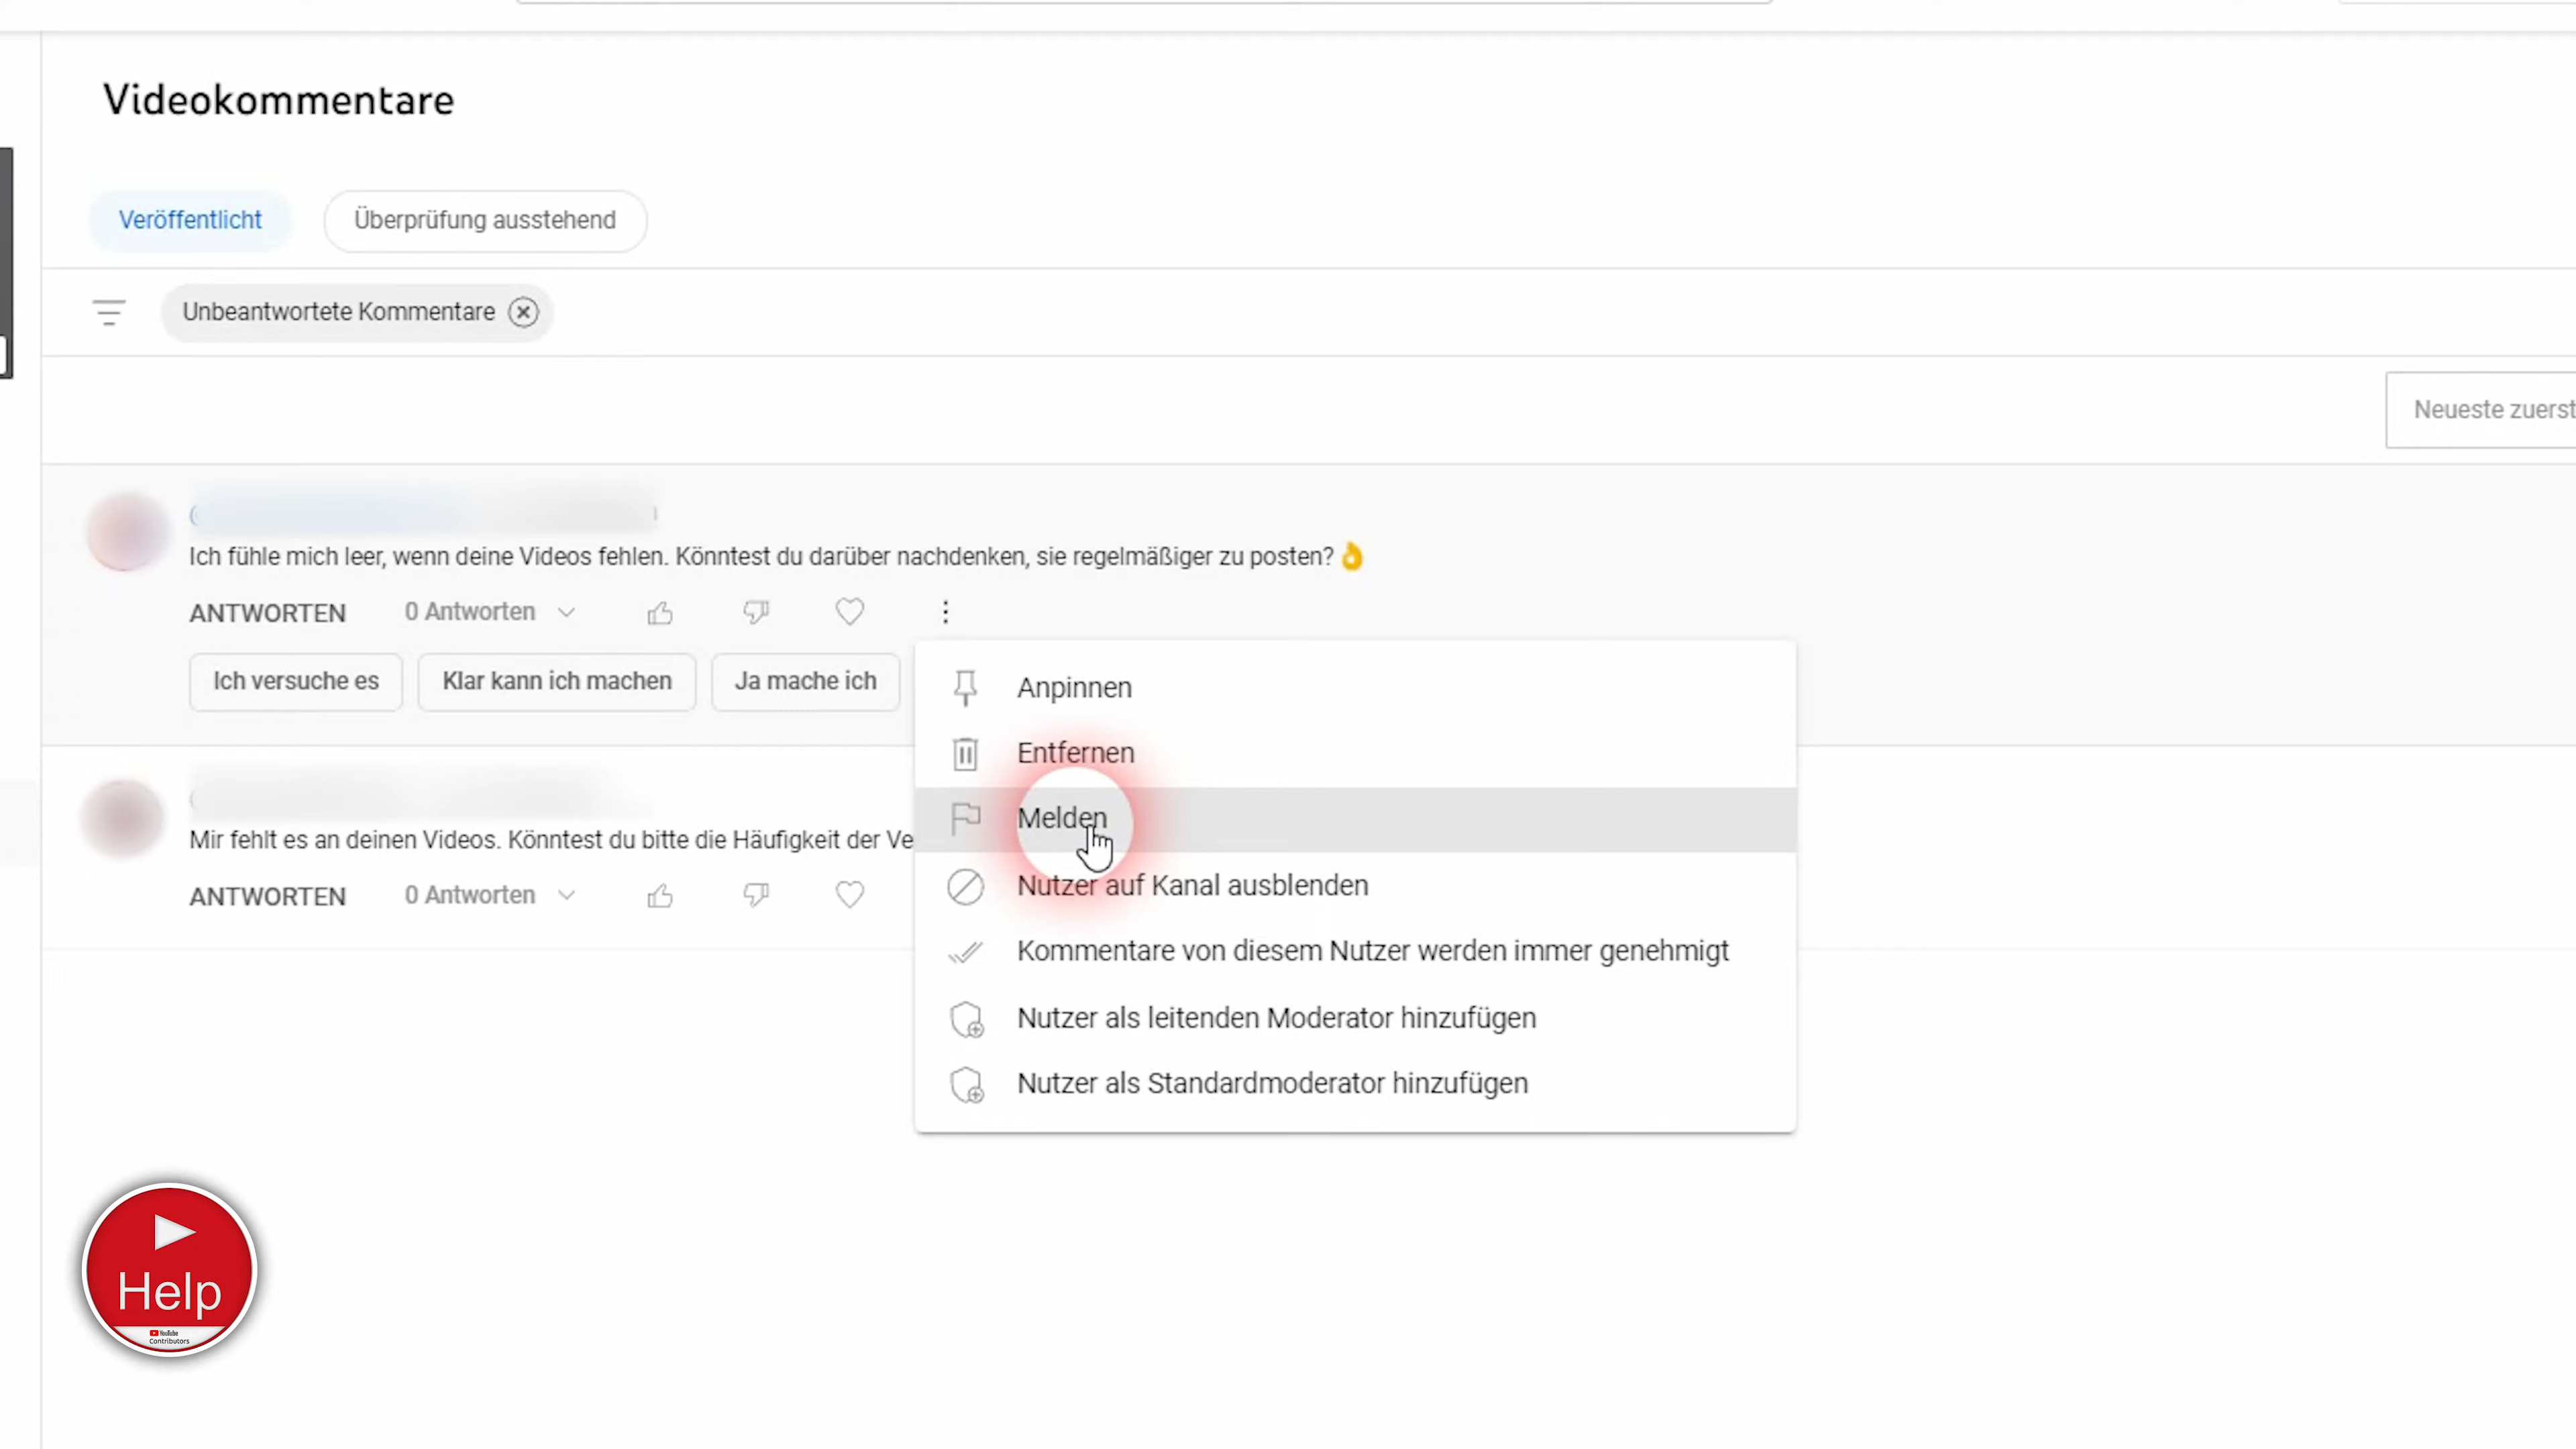 Videokommentare
Veröffentlicht
Überprüfung ausstehend
Unbeantwortete Kommentare
Neueste zuerst
Ich fühle mich leer, wenn deine Videos fehlen. Könntest du darüber nachdenken, sie regelmäßiger zu posten?👌
ANTWORTEN
0 Antworten
Ich versuche es
Klar kann ich machen
Ja mache ich
Anpinnen
Entfernen
Melden
Nutzer auf Kanal ausblenden
Kommentare von diesem Nutzer werden immer genehmigt
Nutzer als leitenden Moderator hinzufügen
Nutzer als Standardmoderator hinzufügen
Mir fehlt es an deinen Videos. Könntest du bitte die Häufigkeit der Ve
ANTWORTEN
0 Antworten
Help
YouTube
Contributors